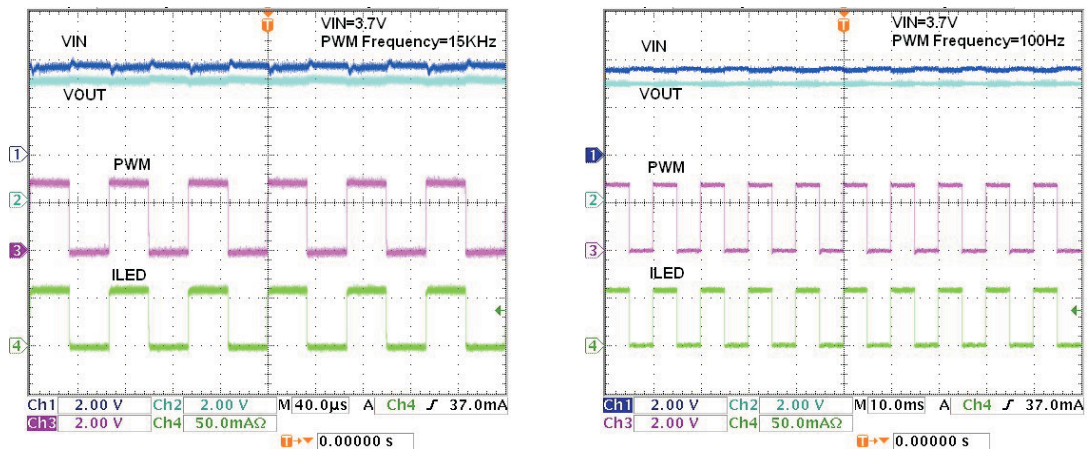 T
VIN=3.7V
PWM Frequency=15KHz
VIN
VOUT
1
PWM
2
3
ILED
4
Ch1 2.00 V Ch2 2.00 V M 40.0µs A Ch4 ʃ 37.0mA
Ch3 2.00 V Ch4 50.0mAΩ
T→▼ 0.00000 s
T
VIN=3.7V
PWM Frequency=100Hz
VIN
VOUT
1
PWM
2
3
ILED
4
Ch1 2.00 V Ch2 2.00 V M 10.0ms A Ch4 ʃ 37.0mA
Ch3 2.00 V Ch4 50.0mAΩ
T→▼ 0.00000 s